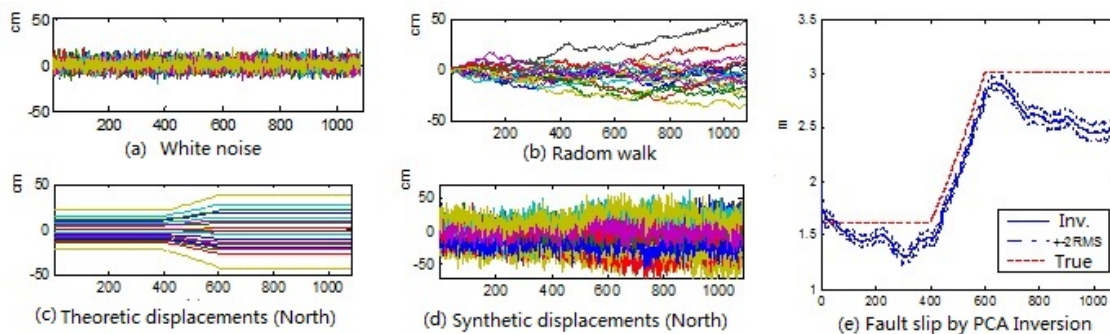 cm
50
0
-50
200 400 600 800 1000
(a) White noise
cm
50
0
-50
200 400 600 800 1000
(b) Radom walk
cm
50
0
-50
200 400 600 800 1000
(c) Theoretic displacements (North)
cm
50
0
-50
200 400 600 800 1000
(d) Synthetic displacements (North)
m
3.5
3
2.5
2
1.5
1
0 200 400 600 800 1000
Inv.
+-2RMS
True
(e) Fault slip by PCA Inversion